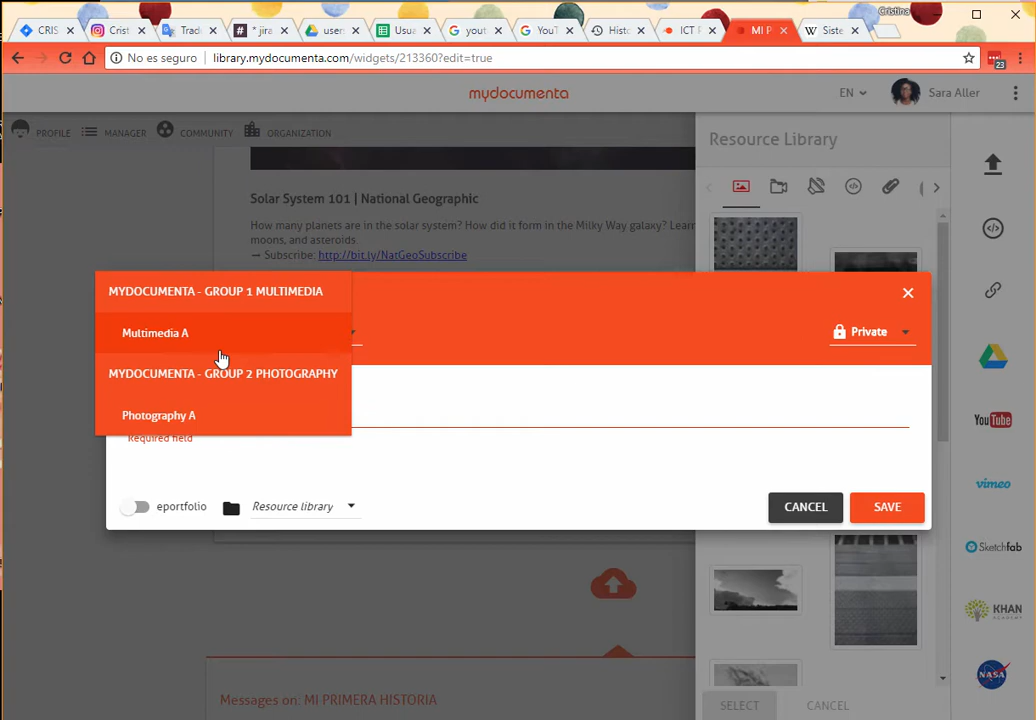 Cristina
CRIS
Crist
Trad
* jira
user
Usua
yout
YouT
Histo
ICT P
MI P
Siste
No es seguro
library.mydocumenta.com/widgets/213360?edit=true
23
mydocumenta
EN
Sara Aller
PROFILE
MANAGER
COMMUNITY
ORGANIZATION
Resource Library
Solar System 101 | National Geographic
How many planets are in the solar system? How did it form in the Milky Way galaxy? Learn
moons, and asteroids
→ Subscribe: http://bit.ly/NatGeoSubscribe
MYDOCUMENTA - GROUP 1 MULTIMEDIA
Multimedia A
MYDOCUMENTA - GROUP 2 PHOTOGRAPHY
Photography A
Private
Required field
eportfolio
Resource library
CANCEL
SAVE
YouTube
vimeo
Sketchfab
KHAN
ACADEMY
NASA
Messages on: MI PRIMERA HISTORIA
SELECT
CANCEL